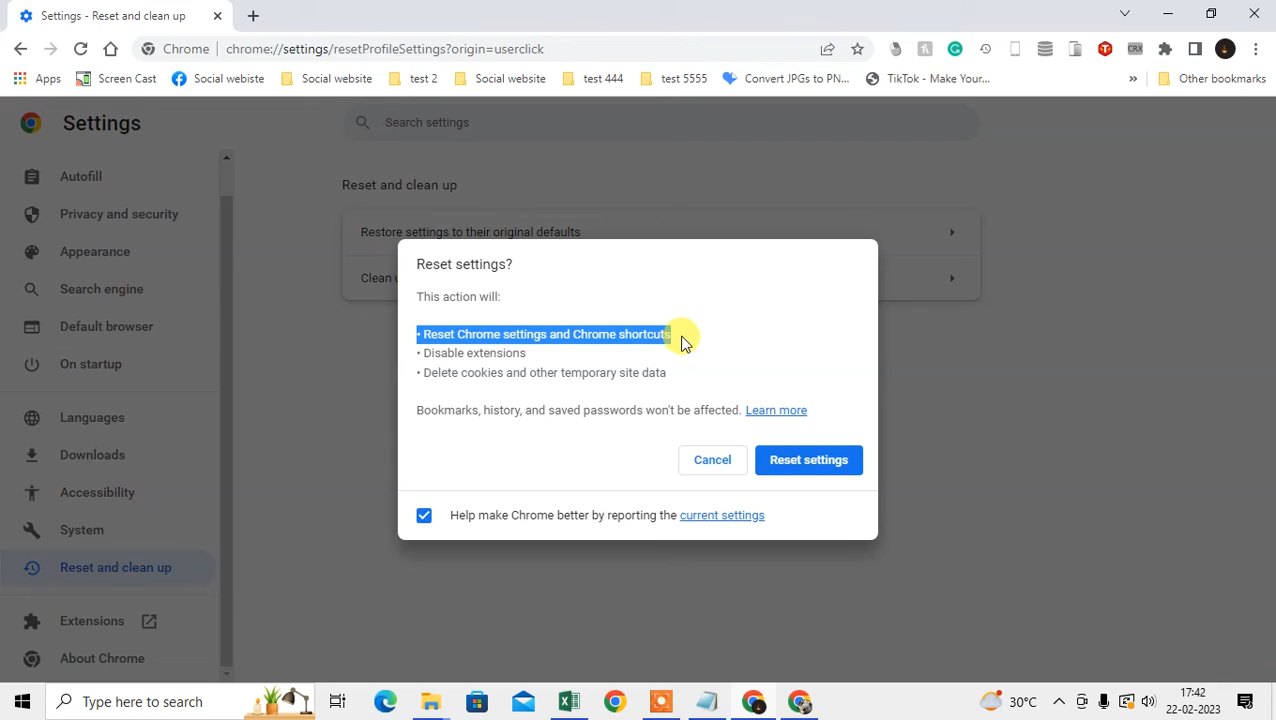 Settings - Reset and clean up
Chrome chrome://settings/resetProfileSettings?origin=userclick
CRX
Apps Screen Cast Social webiste Social website test 2 Social website test 444 test 5555 Convert JPGs to PN... TikTok - Make Your... » Other bookmarks
Settings
Search settings
Autofill
Privacy and security
Appearance
Search engine
Default browser
On startup
Languages
Downloads
Accessibility
System
Reset and clean up
Extensions
About Chrome
Reset and clean up
Restore settings to their original defaults
Clean
Reset settings?
This action will:
• Reset Chrome settings and Chrome shortcuts
• Disable extensions
• Delete cookies and other temporary site data
Bookmarks, history, and saved passwords won't be affected. Learn more
Cancel Reset settings
Help make Chrome better by reporting the current settings
Type here to search
30°C
17:42
22-02-2023